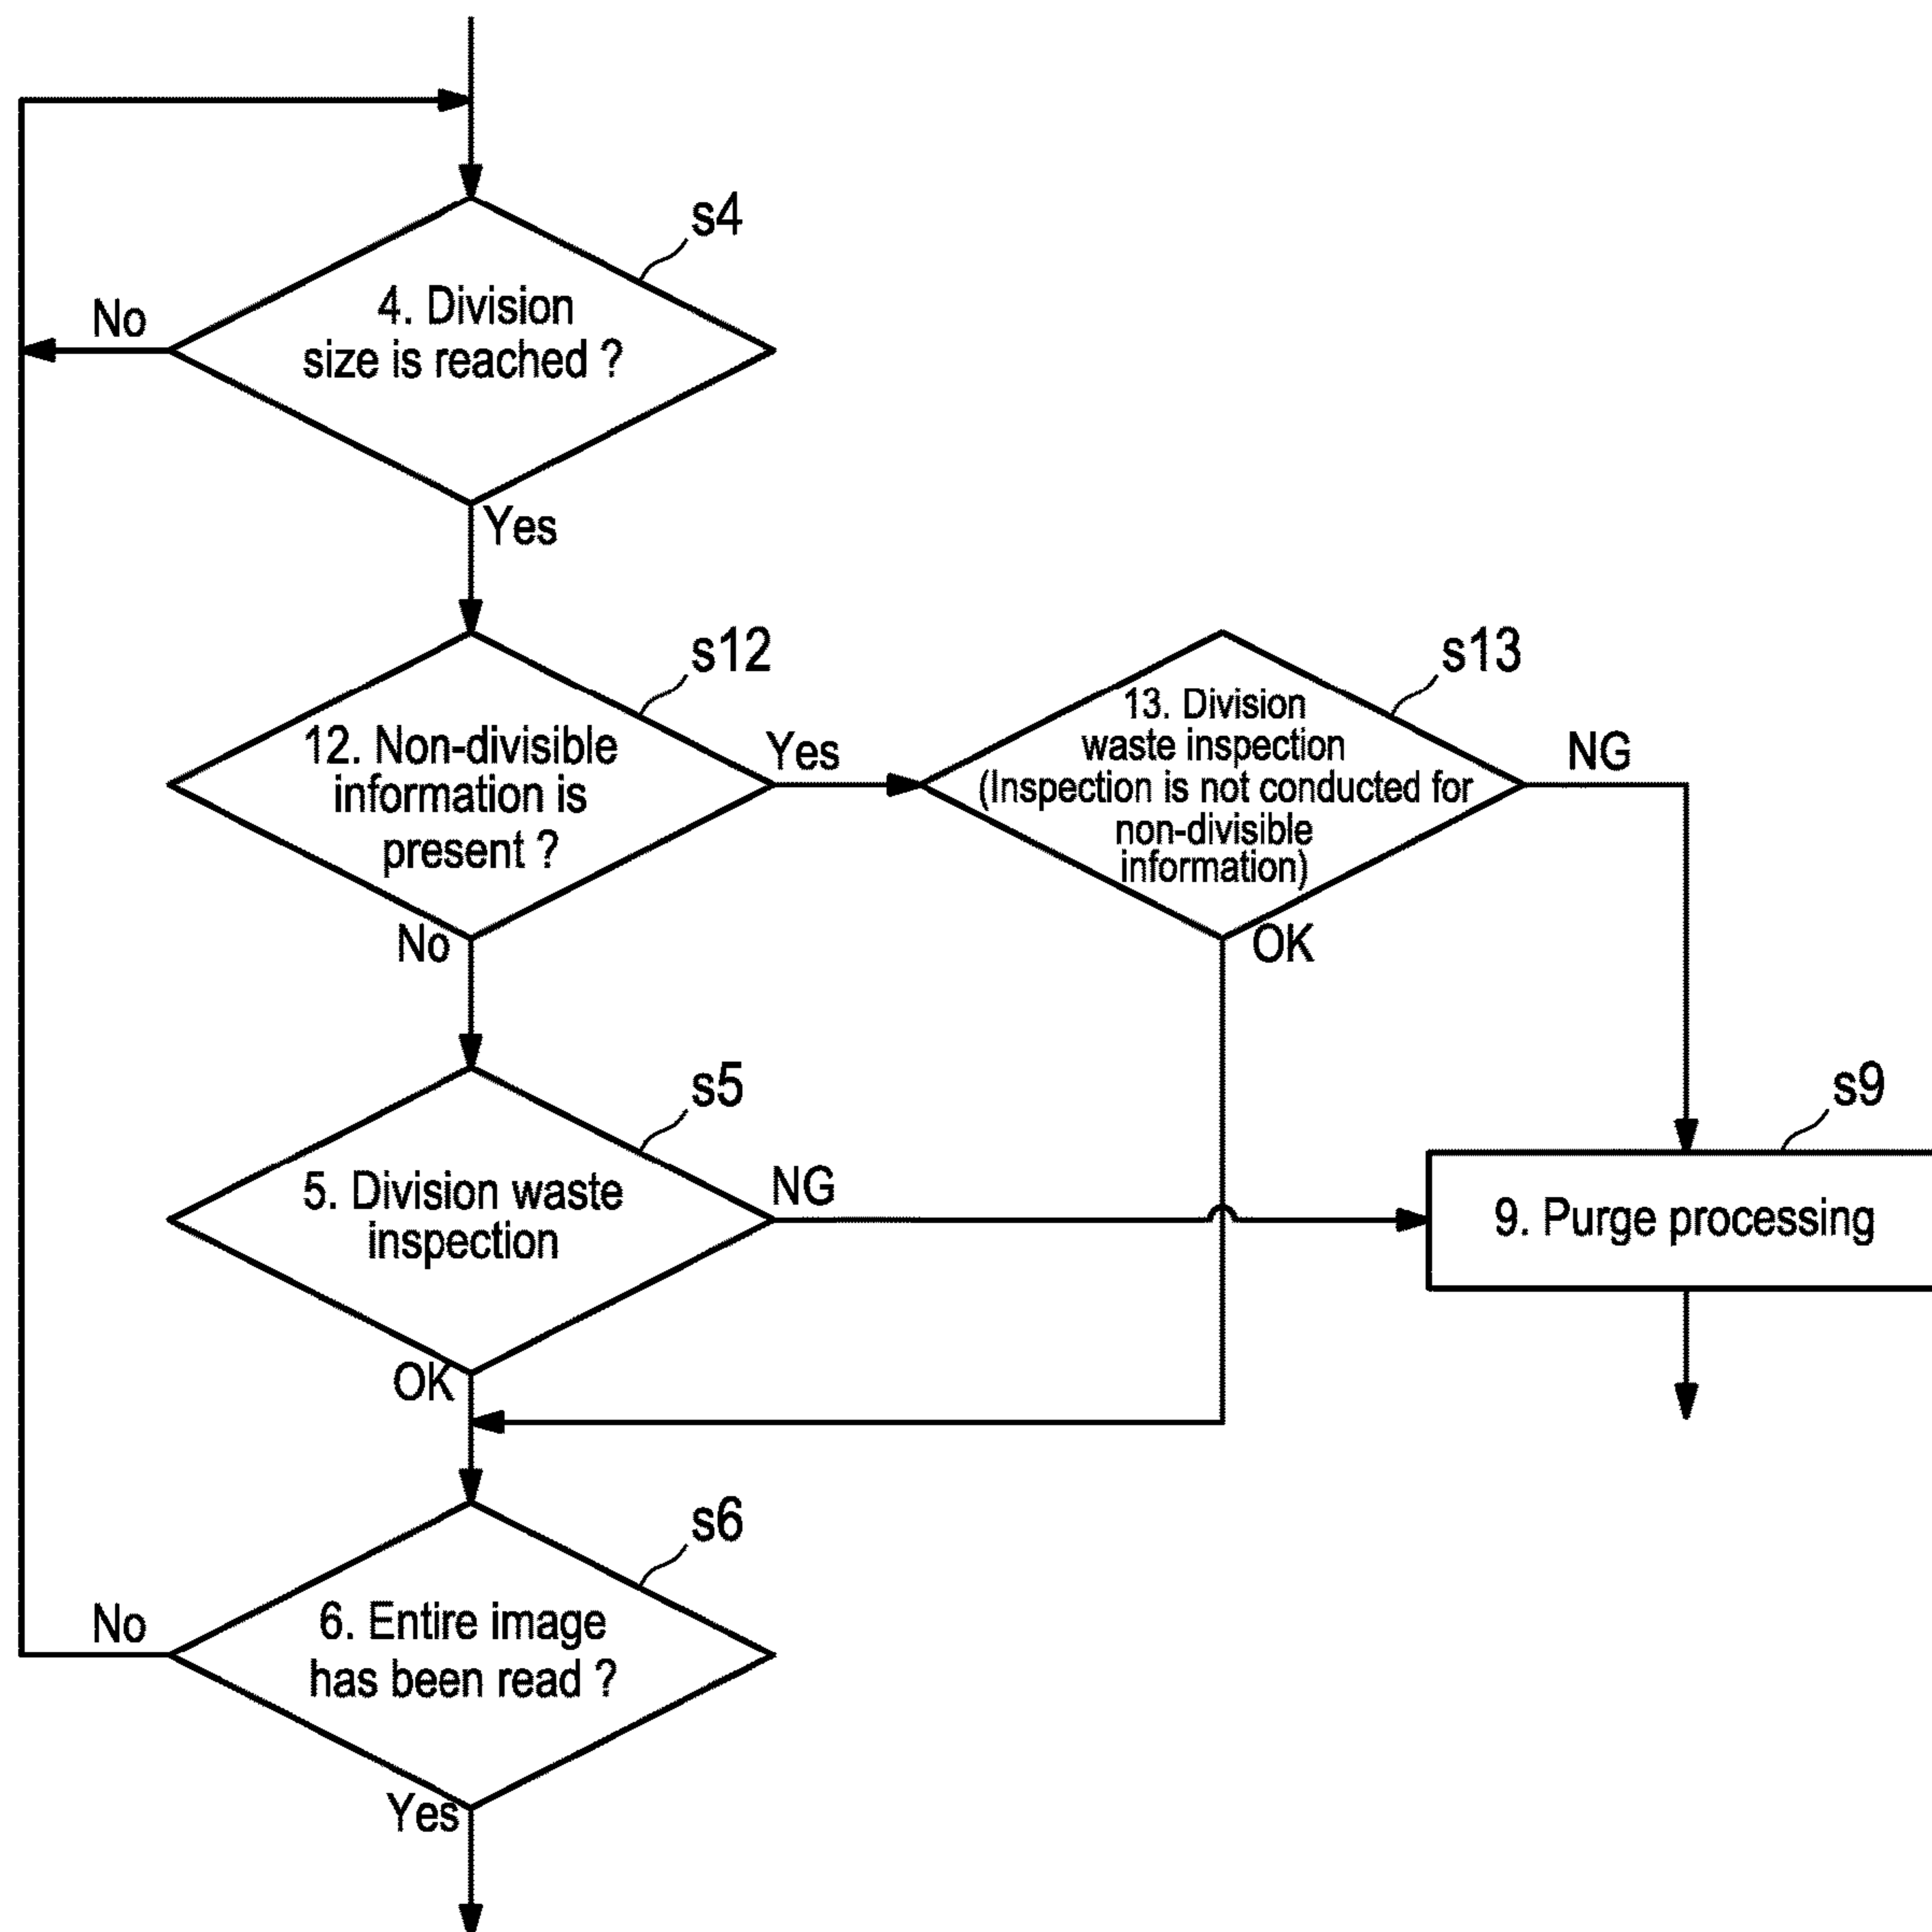 s4
4. Division
size is reached ?
No
Yes
s12
12. Non-divisible
information is
present ?
Yes
No
s13
13. Division
waste inspection
(Inspection is not conducted for
non-divisible
information)
NG
OK
s5
5. Division waste
inspection
NG
OK
s9
9. Purge processing
s6
6. Entire image
has been read ?
No
Yes